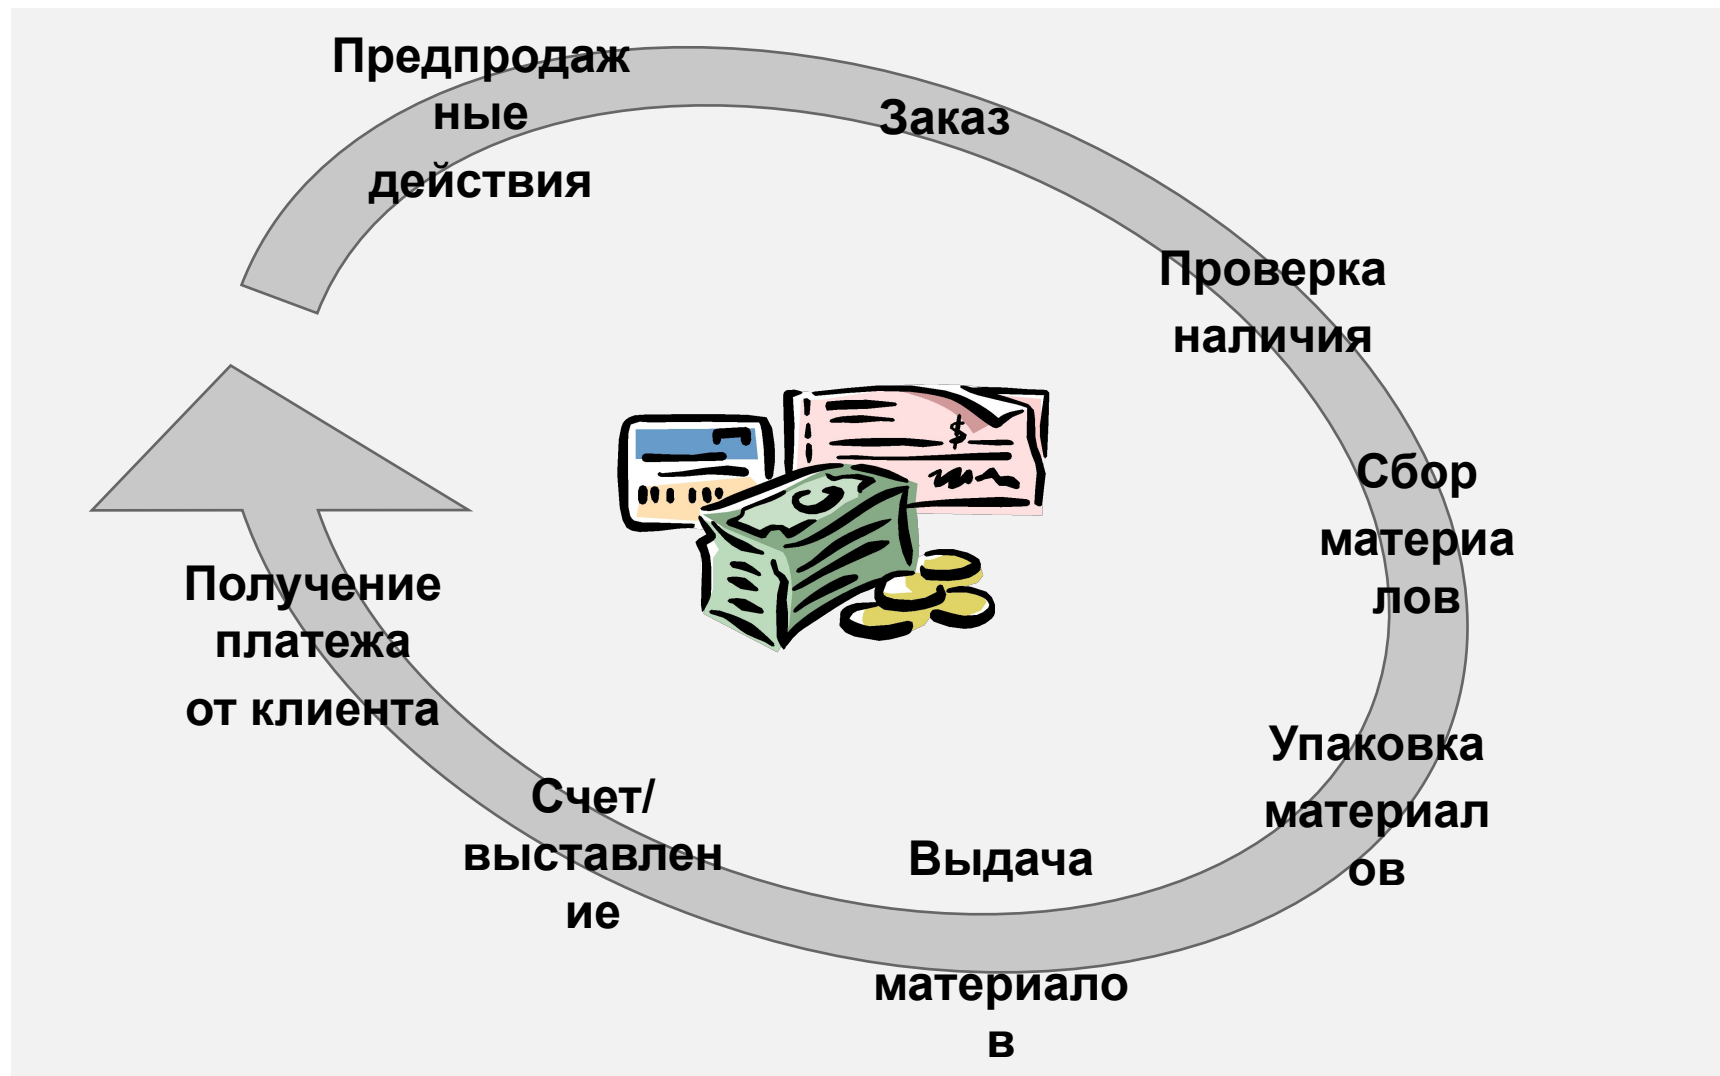 Предпродаж
ные
действия
Заказ
Проверка
наличия
Сбор
материа
лов
Упаковка
материал
ов
Выдача
материало
в
Счет/
выставлен
ие
Получение
платежа
от клиента
$